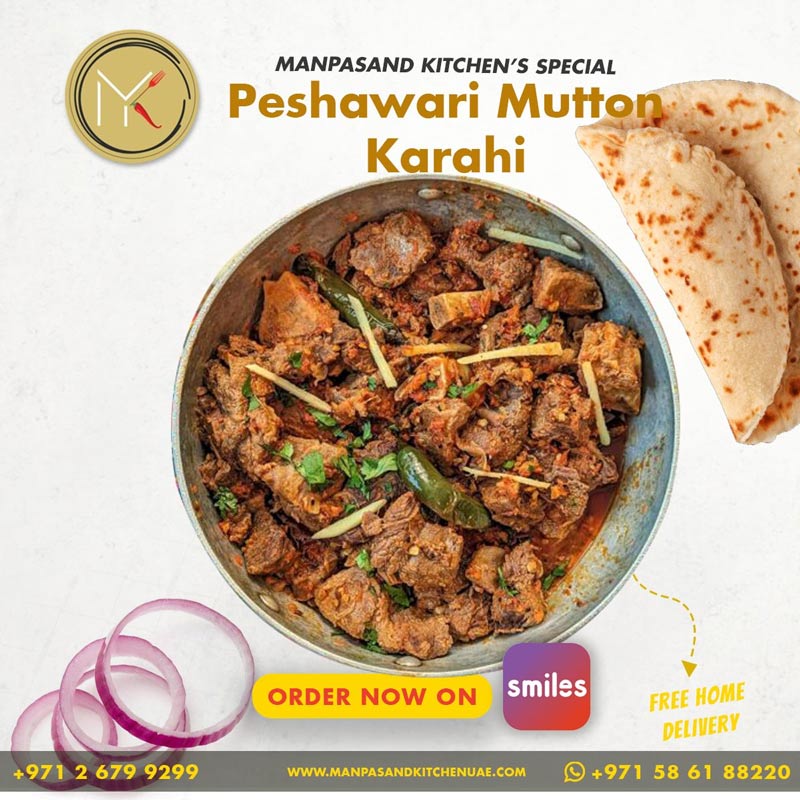 MK
MANPASAND KITCHEN'S SPECIAL
Peshawari Mutton
Karahi
ORDER NOW ON
smiles
FREE HOME
DELIVERY
+971 2 679 9299
WWW.MANPASANDKITCHENUAE.COM
+971 58 61 88220